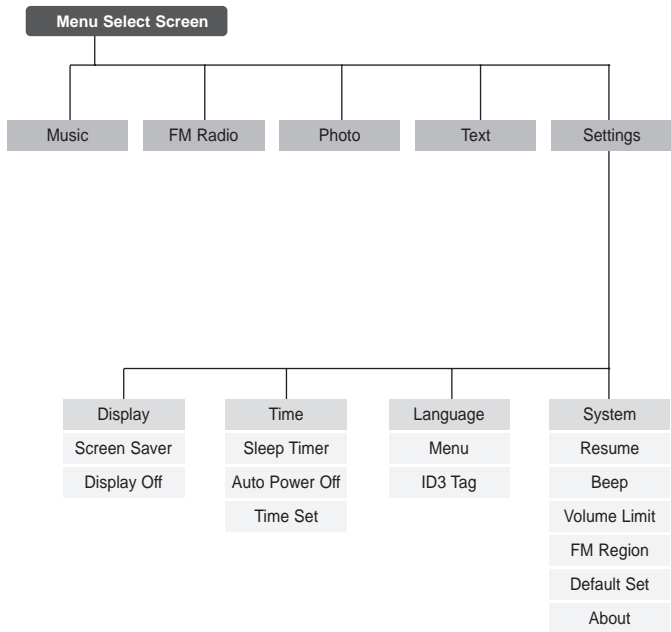 Menu Select Screen
Music
FM Radio
Photo
Text
Settings
Display
Screen Saver
Display Off
Time
Sleep Timer
Auto Power Off
Time Set
Language
Menu
ID3 Tag
System
Resume
Beep
Volume Limit
FM Region
Default Set
About